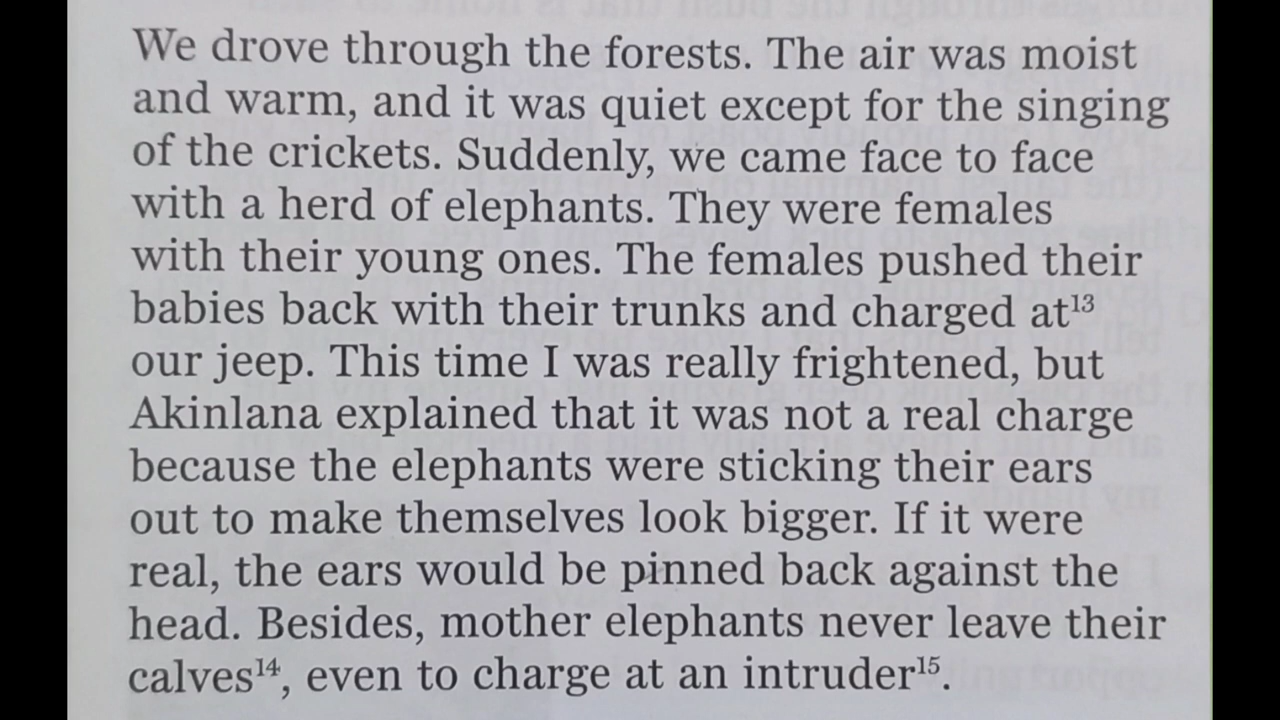 We drove through the forests. The air was moist
and warm, and it was quiet except for the singing
of the crickets. Suddenly, we came face to face
with a herd of elephants. They were females
with their young ones. The females pushed their
babies back with their trunks and charged at¹³
our jeep. This time I was really frightened, but
Akinlana explained that it was not a real charge
because the elephants were sticking their ears
out to make themselves look bigger. If it were
real, the ears would be pinned back against the
head. Besides, mother elephants never leave their
calves¹⁴, even to charge at an intruder¹⁵.